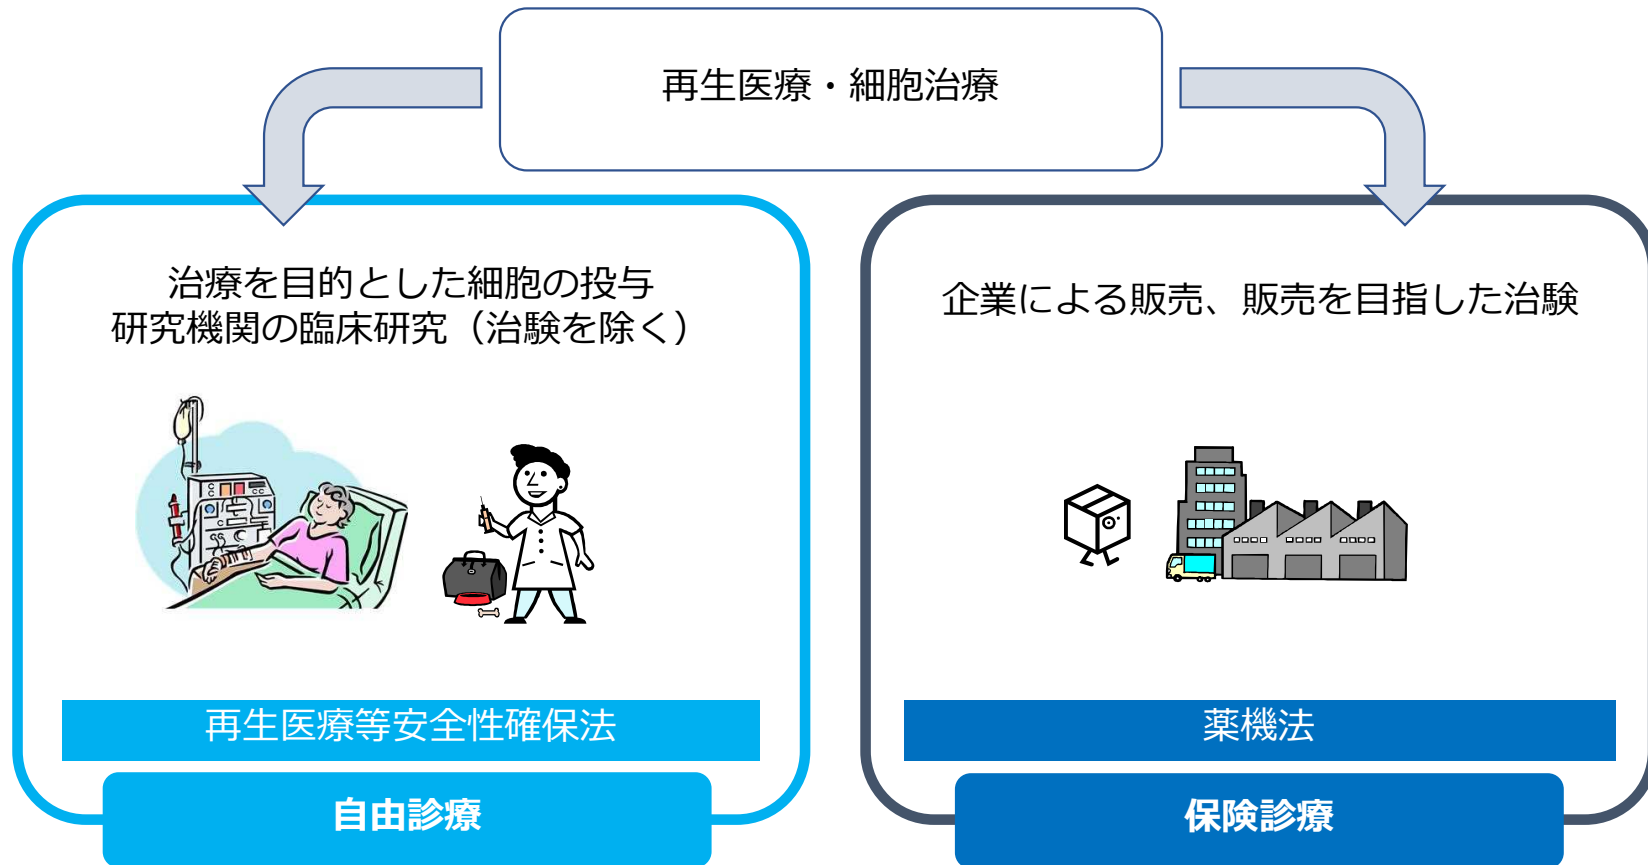 再生医療・細胞治療
治療を目的とした細胞の投与
研究機関の臨床研究（治験を除く）
再生医療等安全性確保法
自由診療
企業による販売、販売を目指した治験
薬機法
保険診療